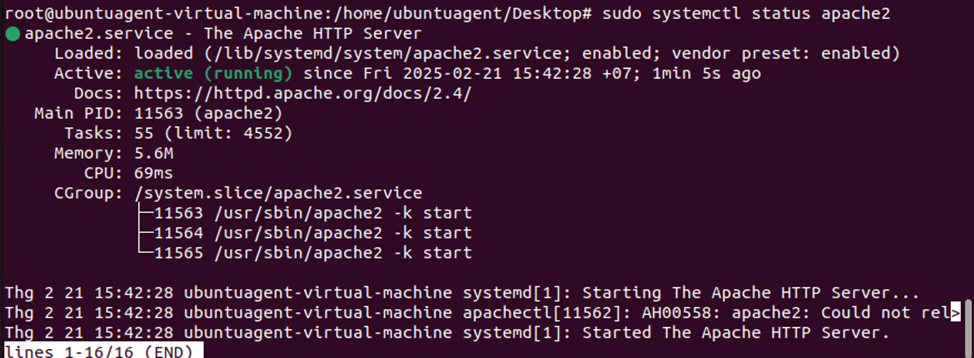 root@ubuntuagent-virtual-machine:/home/ubuntuagent/Desktop# sudo systemctl status apache2
● apache2.service - The Apache HTTP Server
     Loaded: loaded (/lib/systemd/system/apache2.service; enabled; vendor preset: enabled)
     Active: active (running) since Fri 2025-02-21 15:42:28 +07; 1min 5s ago
       Docs: https://httpd.apache.org/docs/2.4/
   Main PID: 11563 (apache2)
      Tasks: 55 (limit: 4552)
     Memory: 5.6M
        CPU: 69ms
     CGroup: /system.slice/apache2.service
             ├─11563 /usr/sbin/apache2 -k start
             ├─11564 /usr/sbin/apache2 -k start
             └─11565 /usr/sbin/apache2 -k start
Thg 2 21 15:42:28 ubuntuagent-virtual-machine systemd[1]: Starting The Apache HTTP Server...
Thg 2 21 15:42:28 ubuntuagent-virtual-machine apachectl[11562]: AH00558: apache2: Could not rel>
Thg 2 21 15:42:28 ubuntuagent-virtual-machine systemd[1]: Started The Apache HTTP Server.
lines 1-16/16 (END)